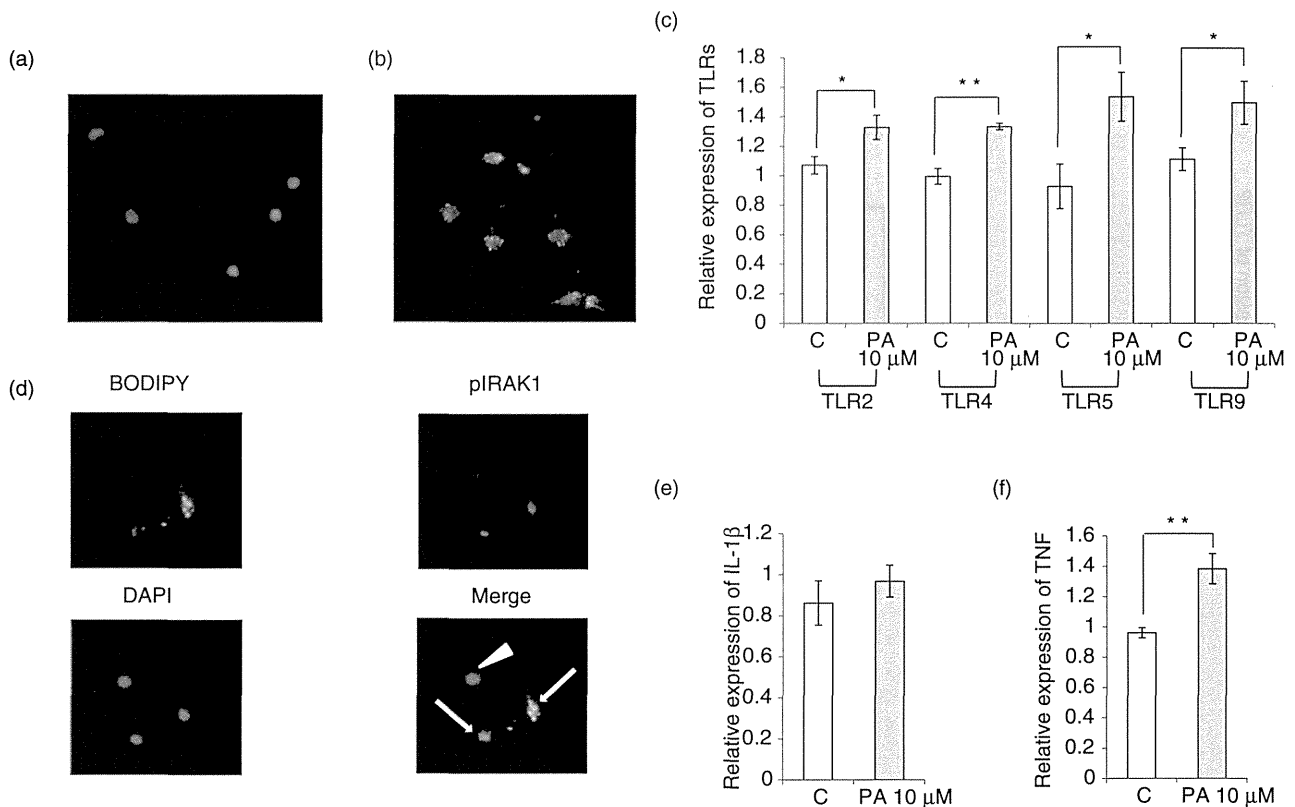 (a)
(b)
(c)
Relative expression of TLRs
1.8
1.6
1.4
1.2
1
0.8
0.6
0.4
0.2
0
*
* *
*
*
C PA 10 μM C PA 10 μM C PA 10 μM C PA 10 μM
TLR2 TLR4 TLR5 TLR9
(d)
BODIPY
pIRAK1
DAPI
Merge
(e)
Relative expression of IL-1β
1.2
1
0.8
0.6
0.4
0.2
0
C PA 10 μM
(f)
Relative expression of TNF
1.6
1.4
1.2
1
0.8
0.6
0.4
0.2
0
* *
C PA 10 μM